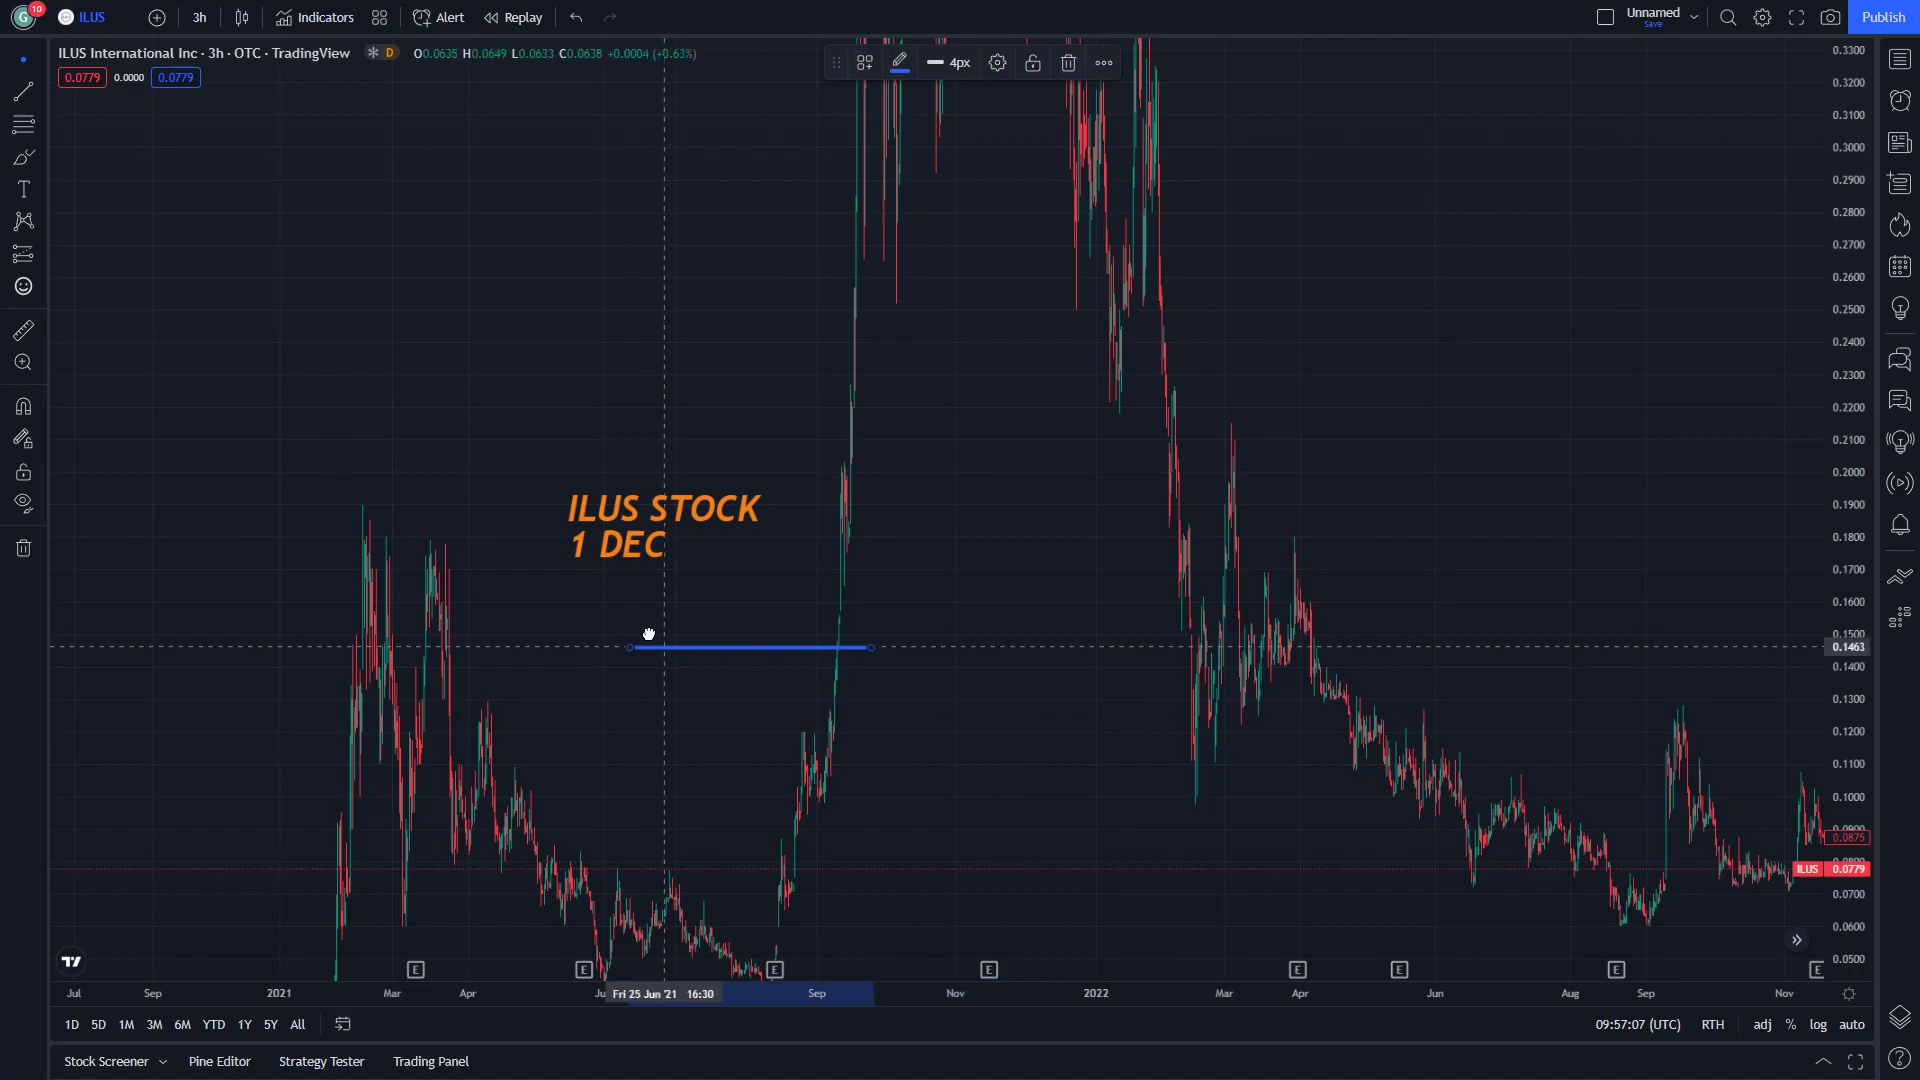 10
ILUS
3h
Indicators
Alert
Replay
Unnamed
Save
Publish
ILUS International Inc · 3h · OTC · TradingView
D
O0.0635 H0.0649 L0.0633 C0.0638 +0.0004 (+0.63%)
0.0779
0.0000
0.0779
4px
ILUS STOCK
1 DEC
0.3300
0.3200
0.3100
0.3000
0.2900
0.2800
0.2700
0.2600
0.2500
0.2400
0.2300
0.2200
0.2100
0.2000
0.1900
0.1800
0.1700
0.1600
0.1500
0.1463
0.1400
0.1300
0.1200
0.1100
0.1000
0.0875
ILUS 0.0779
0.0700
0.0600
0.0500
E E E E E E E E
Jul Sep 2021 Mar Apr Fri 25 Jun '21 16:30 Sep Nov 2022 Mar Apr Jun Aug Sep Nov
1D 5D 1M 3M 6M YTD 1Y 5Y All
09:57:07 (UTC) RTH adj % log auto
Stock Screener Pine Editor Strategy Tester Trading Panel